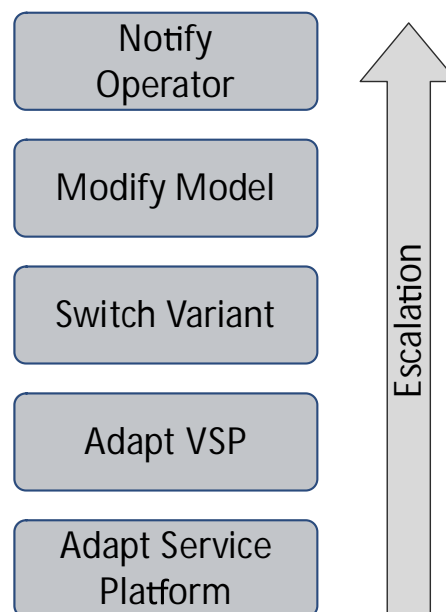 Notify
Operator
Modify Model
Switch Variant
Adapt VSP
Adapt Service
Platform
Escalation